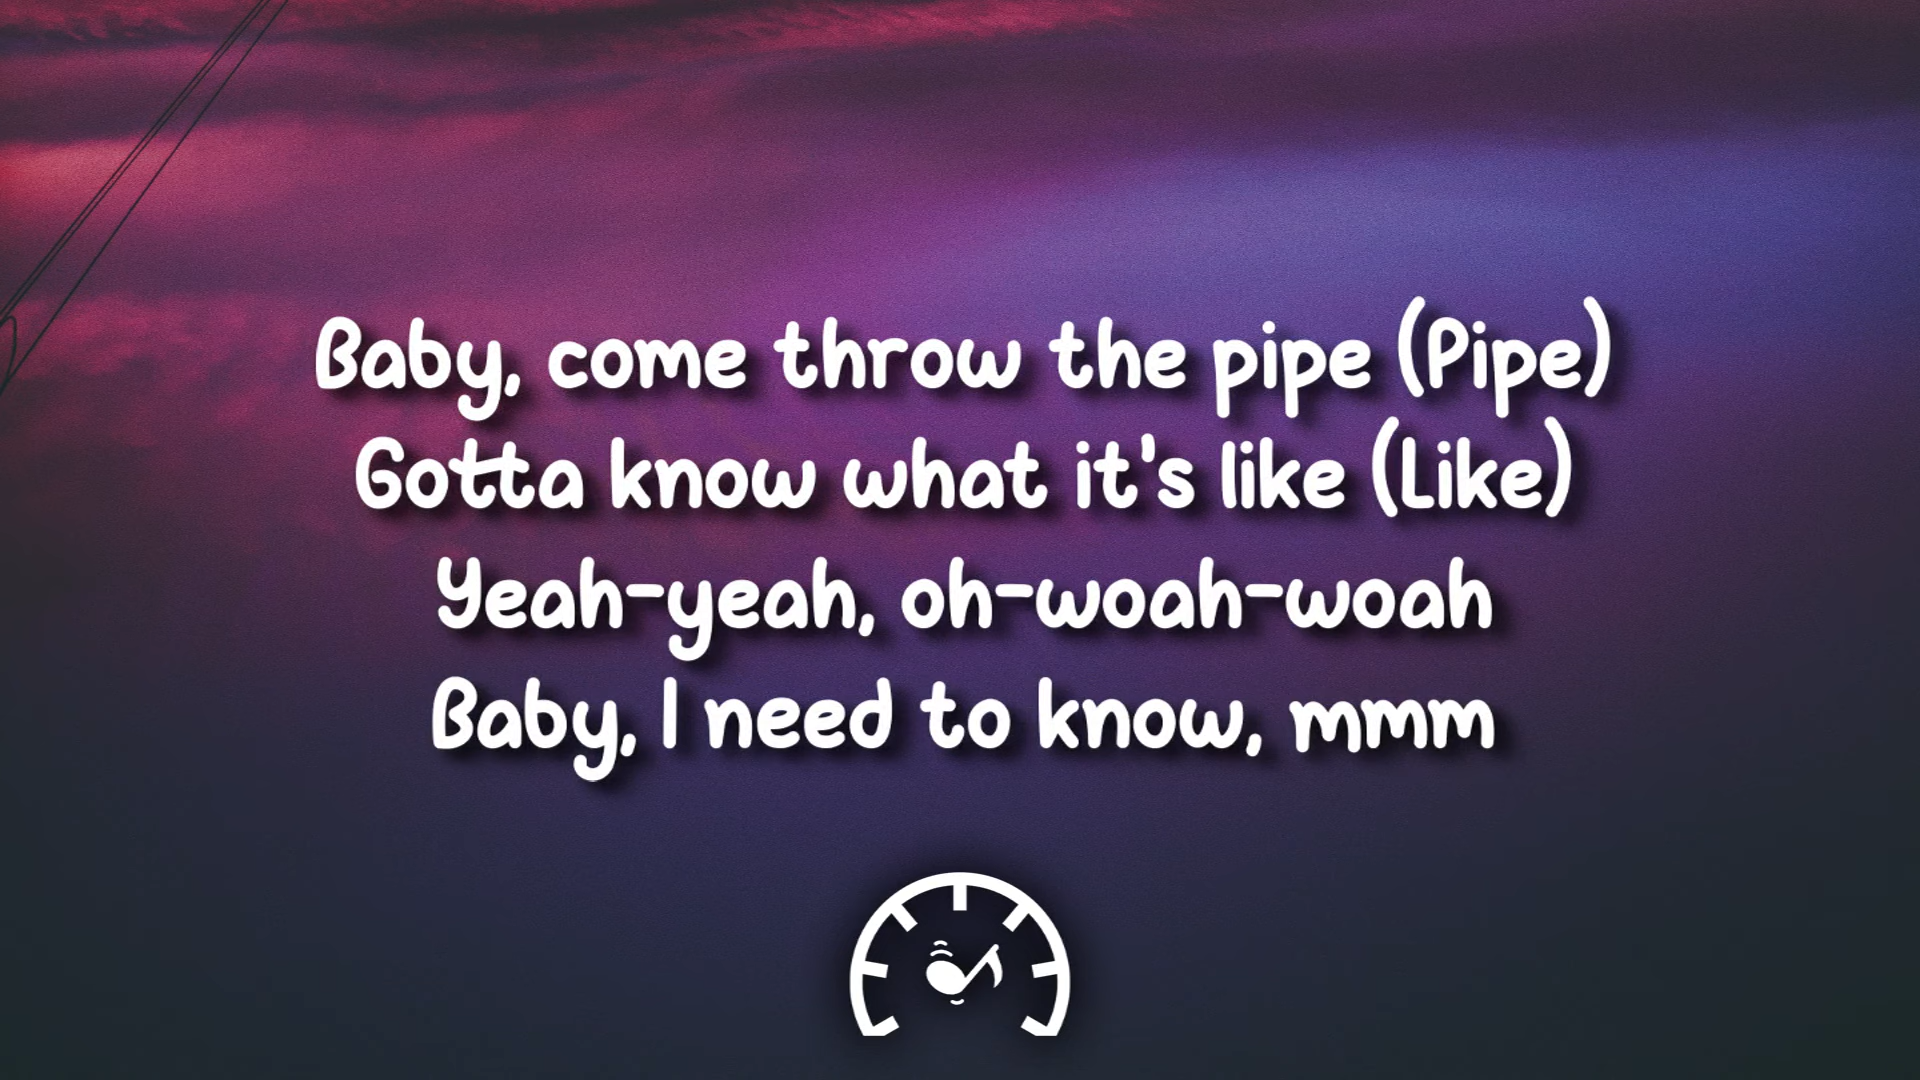 Baby, come throw the pipe (Pipe)
Gotta know what it's like (Like)
Yeah-yeah, oh-woah-woah
Baby, I need to know, mmm